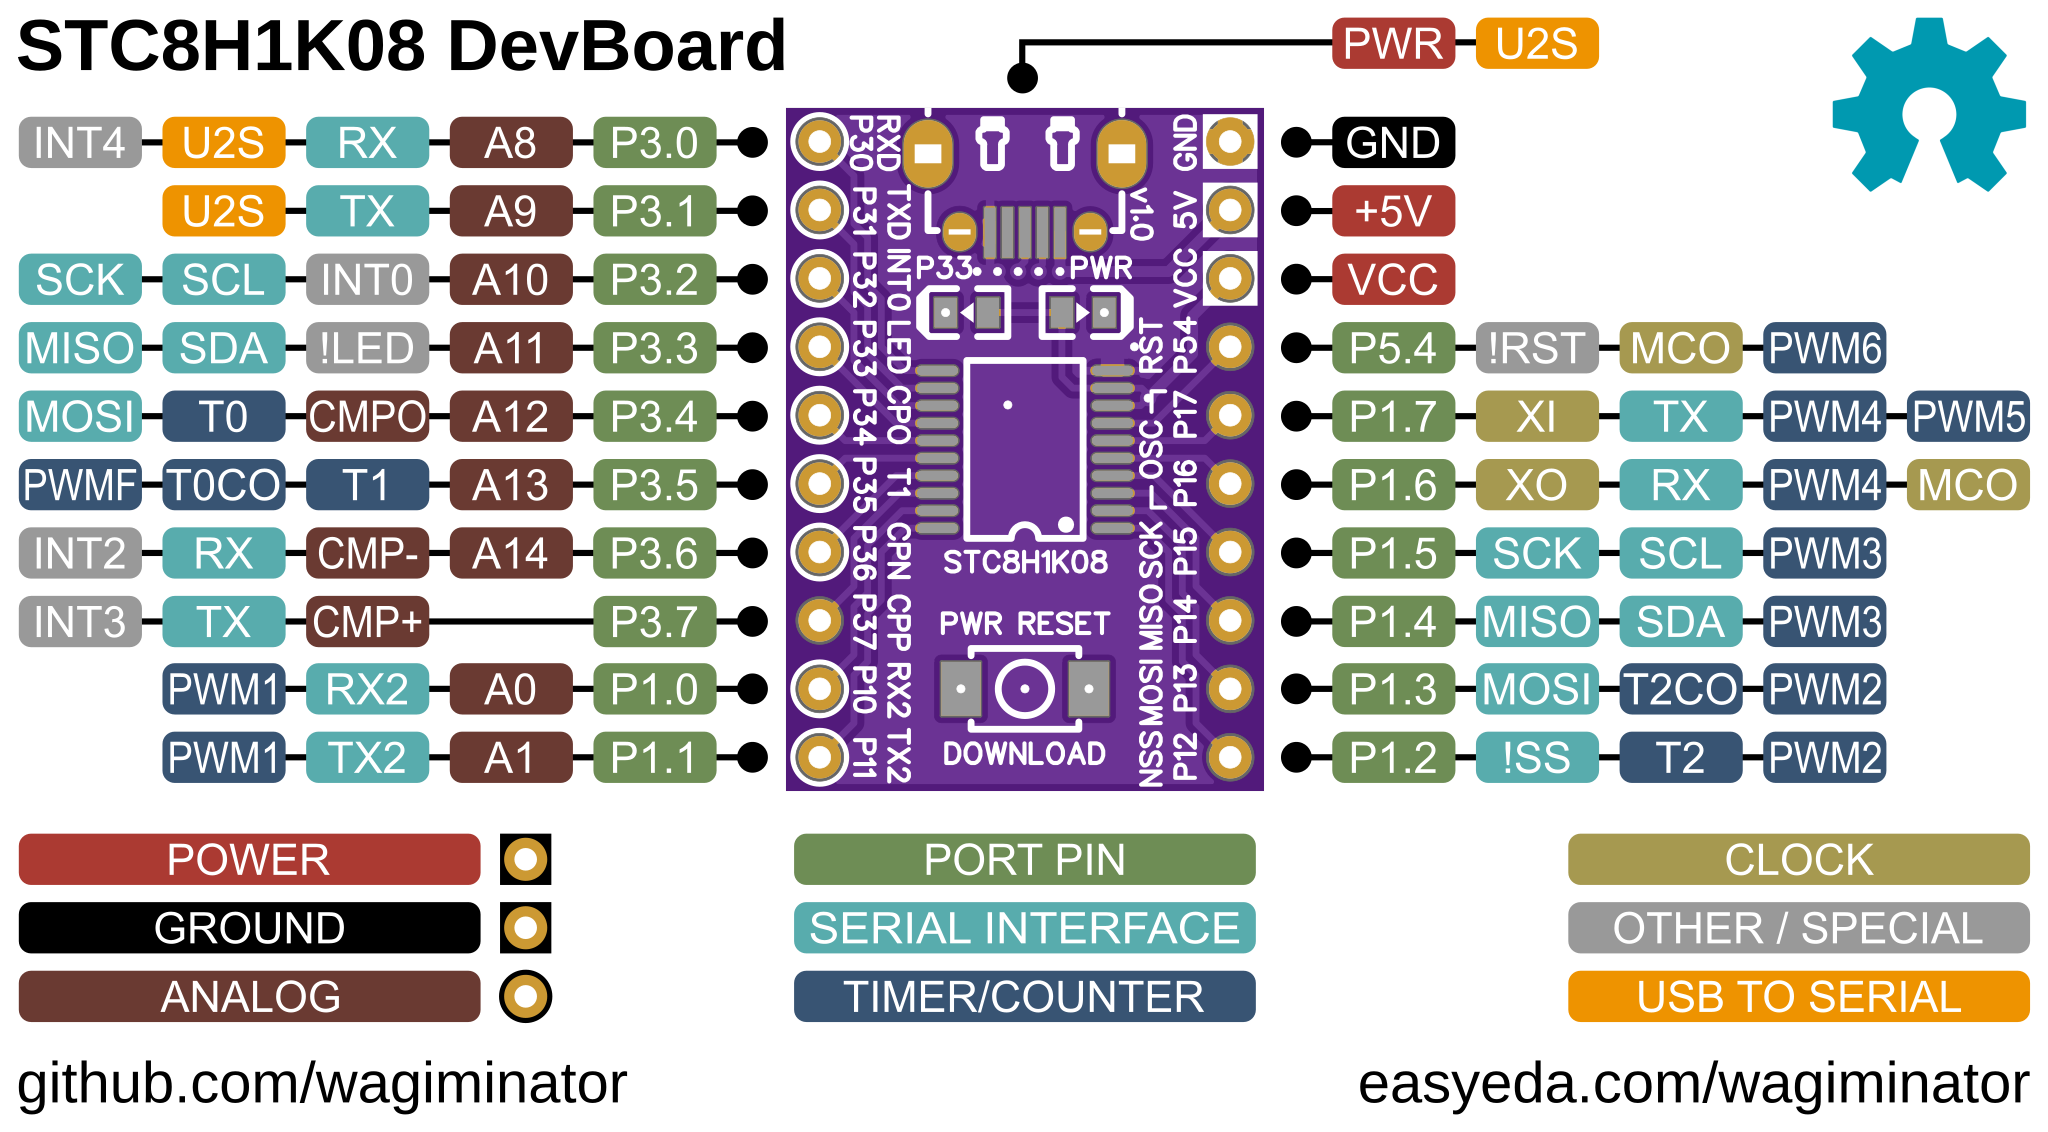 STC8H1K08 DevBoard
PWR U2S
INT4 U2S RX A8 P3.0
U2S TX A9 P3.1
SCK SCL INT0 A10 P3.2
MISO SDA !LED A11 P3.3
MOSI T0 CMPO A12 P3.4
PWMF T0CO T1 A13 P3.5
INT2 RX CMP- A14 P3.6
INT3 TX CMP+ P3.7
PWM1 RX2 A0 P1.0
PWM1 TX2 A1 P1.1
P30 RXD
P31 TXD
P32 INT0
P33 LED
P34 CPO
P35 T1
P36 CPN
P37 CPP
P10 RX2
P11 TX2
v1.0
P33 PWR
STC8H1K08
PWR RESET
DOWNLOAD
GND
5V
VCC
RST P54
OSC P17
P16
SCK P15
MISO P14
MOSI P13
NSS P12
GND
+5V
VCC
P5.4 !RST MCO PWM6
P1.7 XI TX PWM4 PWM5
P1.6 XO RX PWM4 MCO
P1.5 SCK SCL PWM3
P1.4 MISO SDA PWM3
P1.3 MOSI T2CO PWM2
P1.2 !SS T2 PWM2
POWER
GROUND
ANALOG
PORT PIN
SERIAL INTERFACE
TIMER/COUNTER
CLOCK
OTHER / SPECIAL
USB TO SERIAL
github.com/wagiminator
easyeda.com/wagiminator